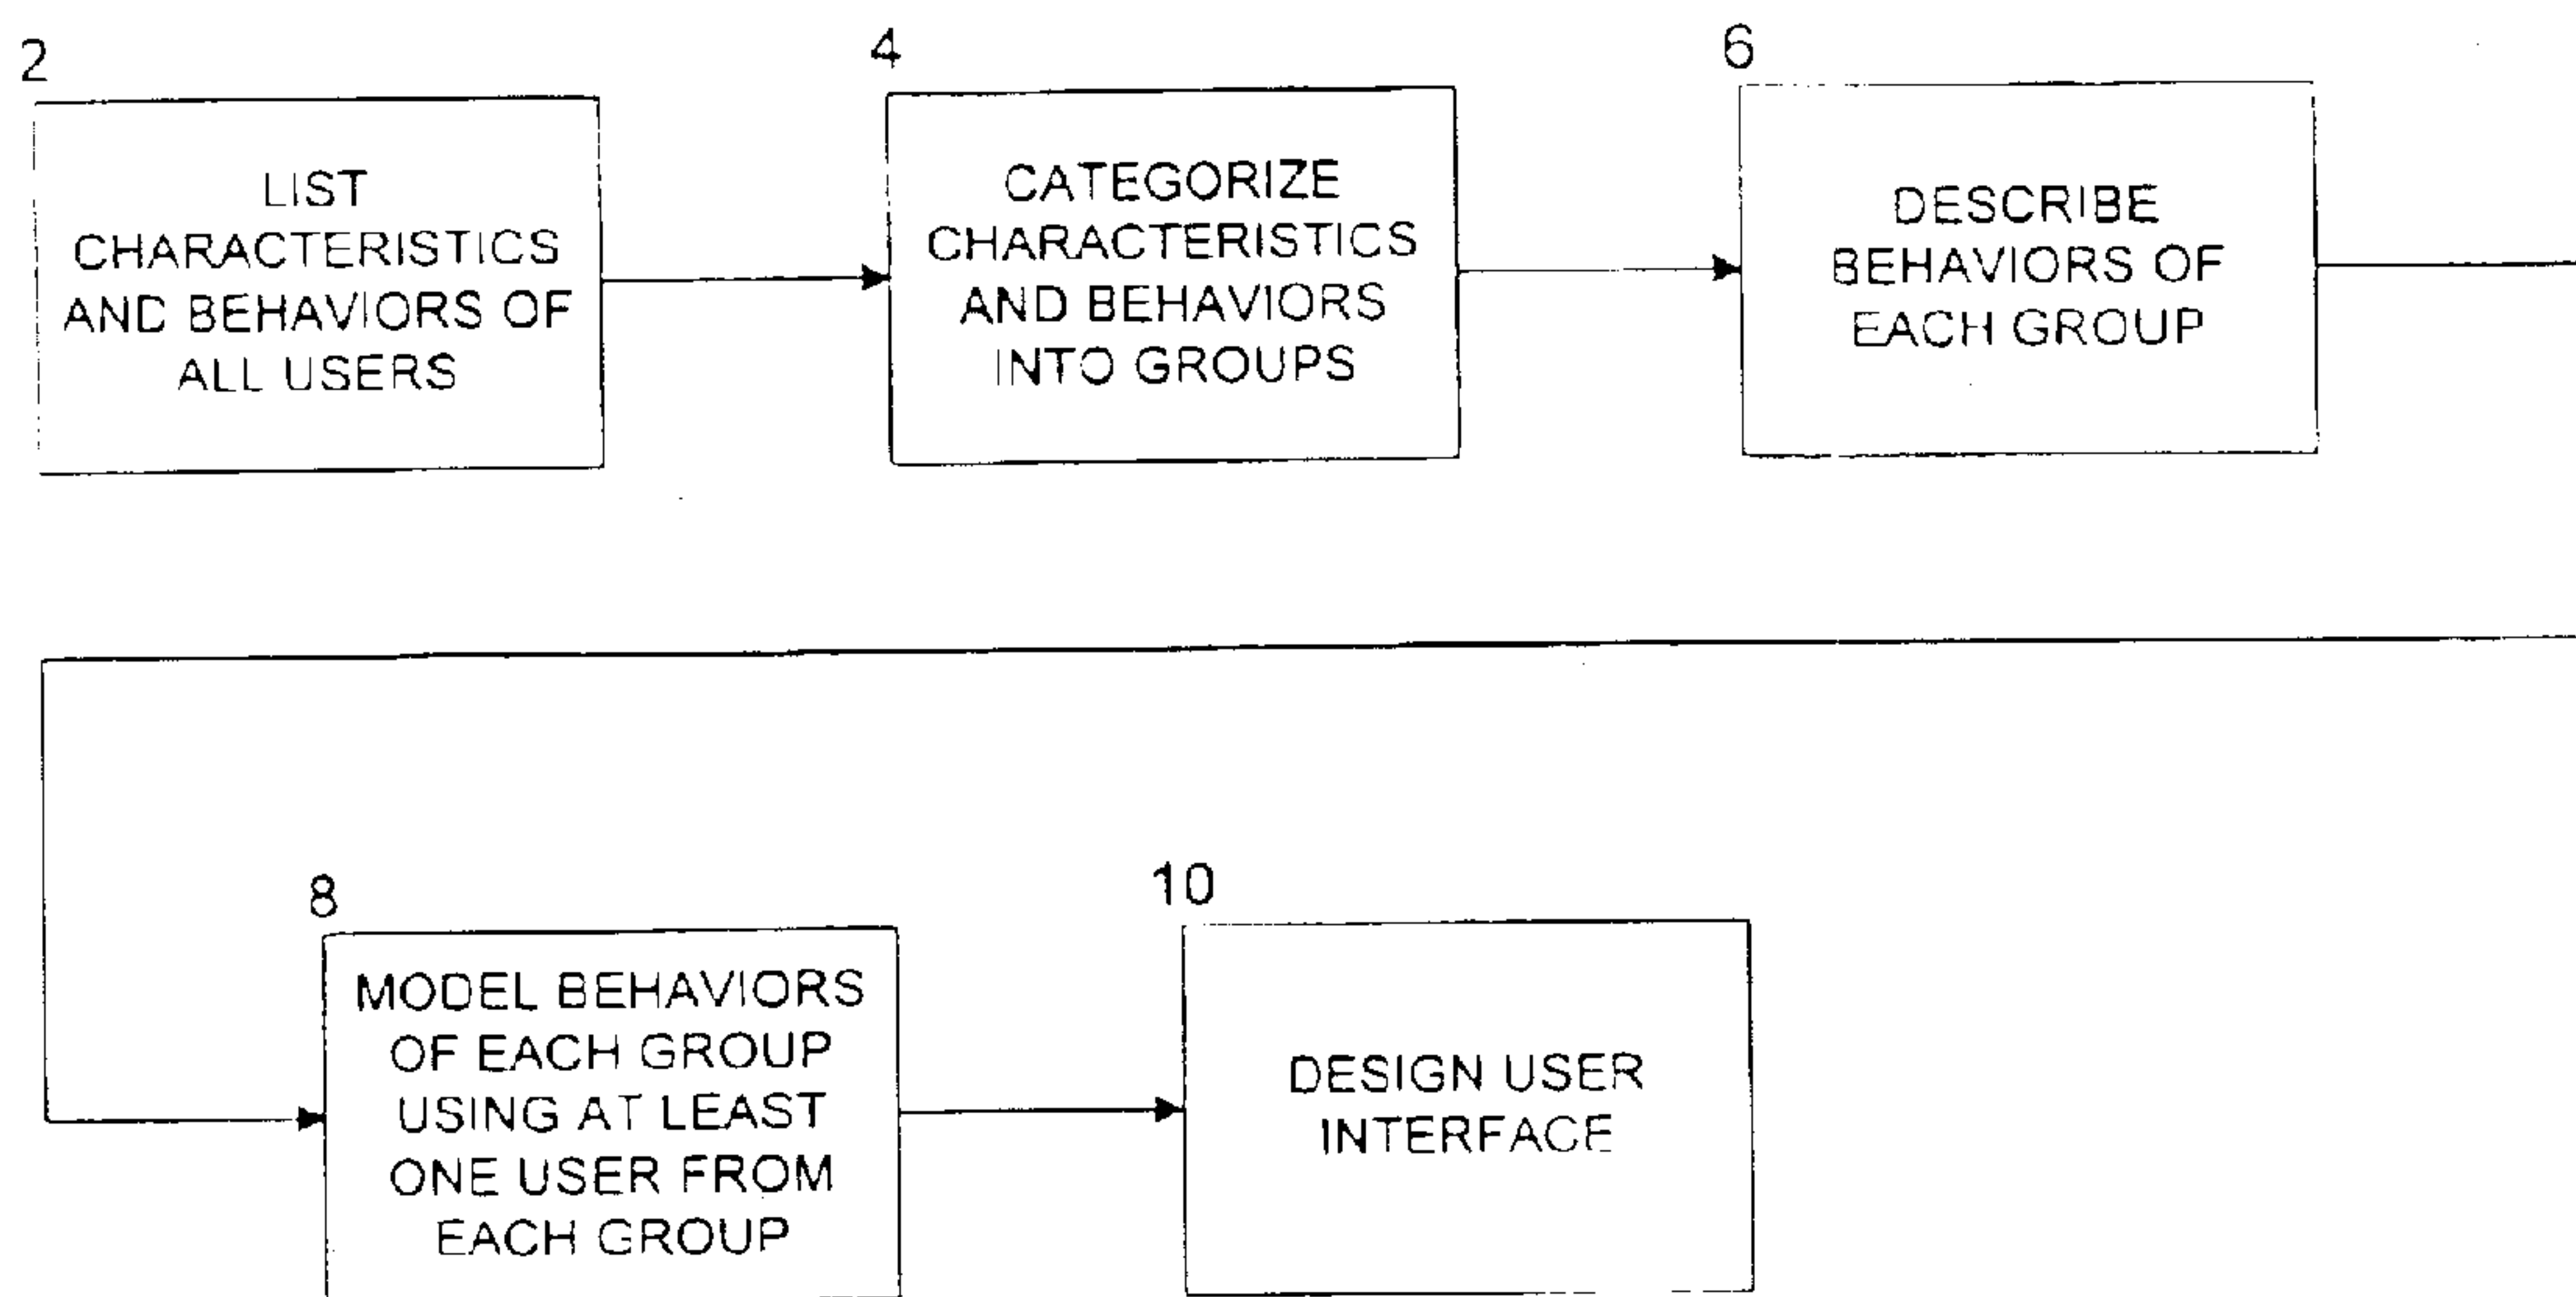 2
LIST
CHARACTERISTICS
AND BEHAVIORS OF
ALL USERS
4
CATEGORIZE
CHARACTERISTICS
AND BEHAVIORS
INTO GROUPS
6
DESCRIBE
BEHAVIORS OF
EACH GROUP
8
MODEL BEHAVIORS
OF EACH GROUP
USING AT LEAST
ONE USER FROM
EACH GROUP
10
DESIGN USER
INTERFACE